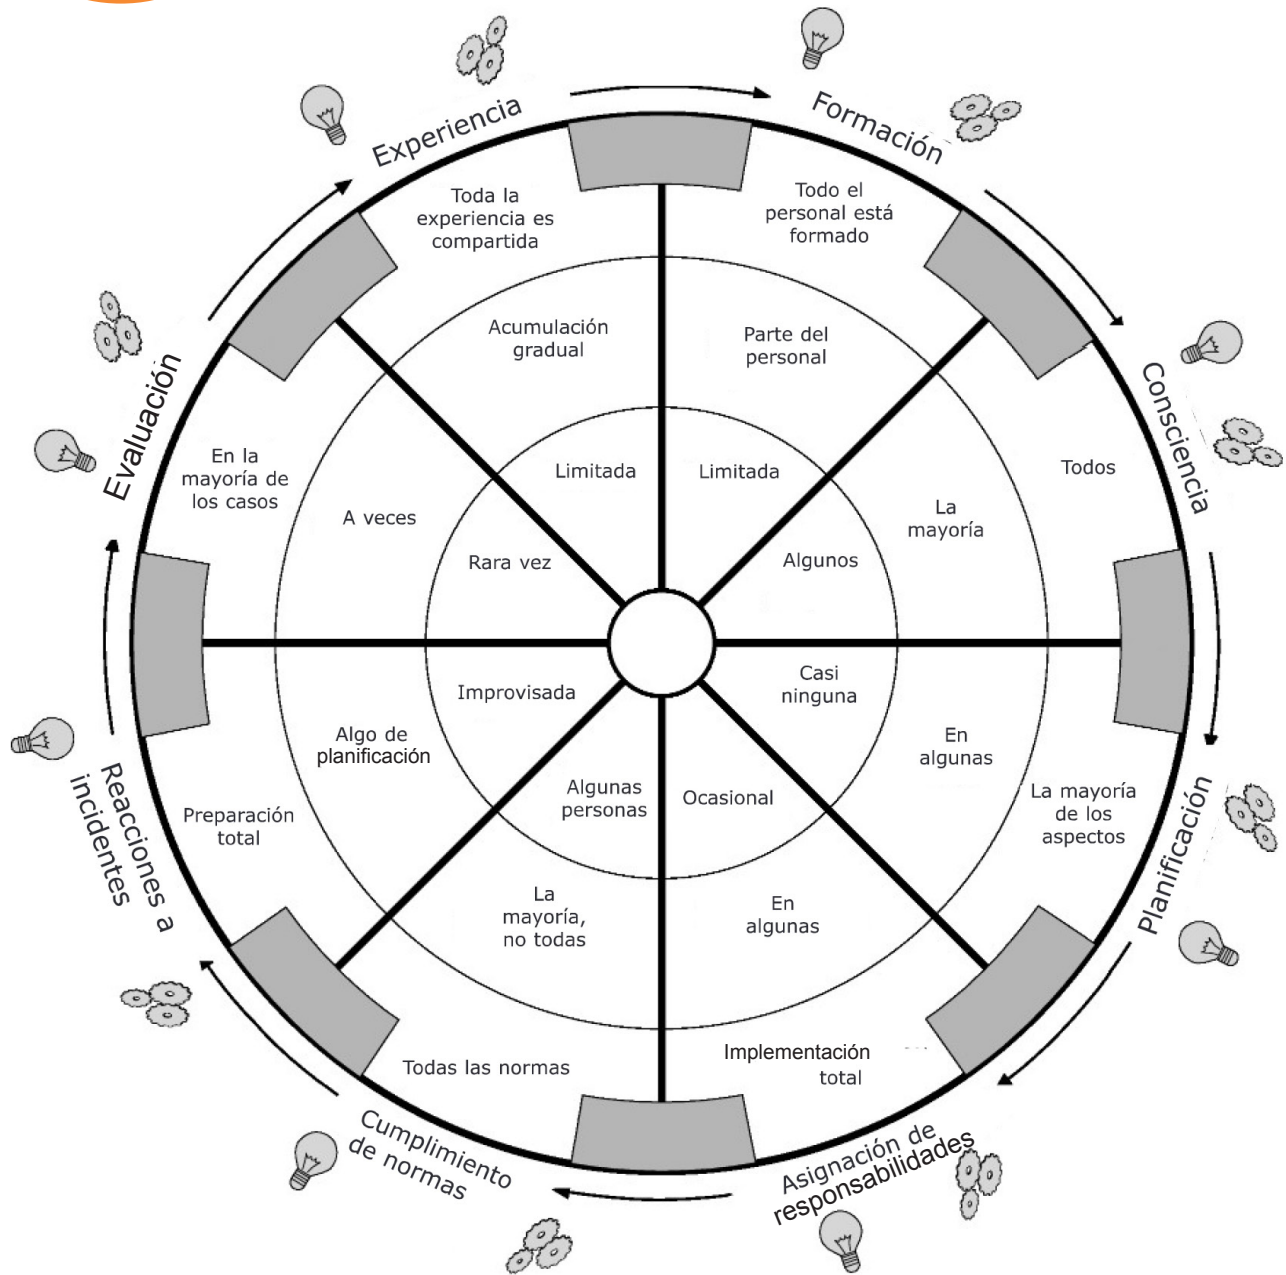 Experiencia
Toda la
experiencia es
compartida
Acumulación
gradual
Limitada
Formación
Todo el
personal está
formado
Parte del
personal
Limitada
Consciencia
Todos
La
mayoría
Algunos
Planificación
La mayoría
de los
aspectos
En
algunas
Casi
ninguna
Asignación de
responsabilidades
Implementación
total
En
algunas
Ocasional
Cumplimiento
de normas
Todas las normas
La
mayoría,
no todas
Algunas
personas
Reacciones a
incidentes
Preparación
total
Algo de
planificación
Improvisada
Evaluación
En la
mayoría de
los casos
A veces
Rara vez